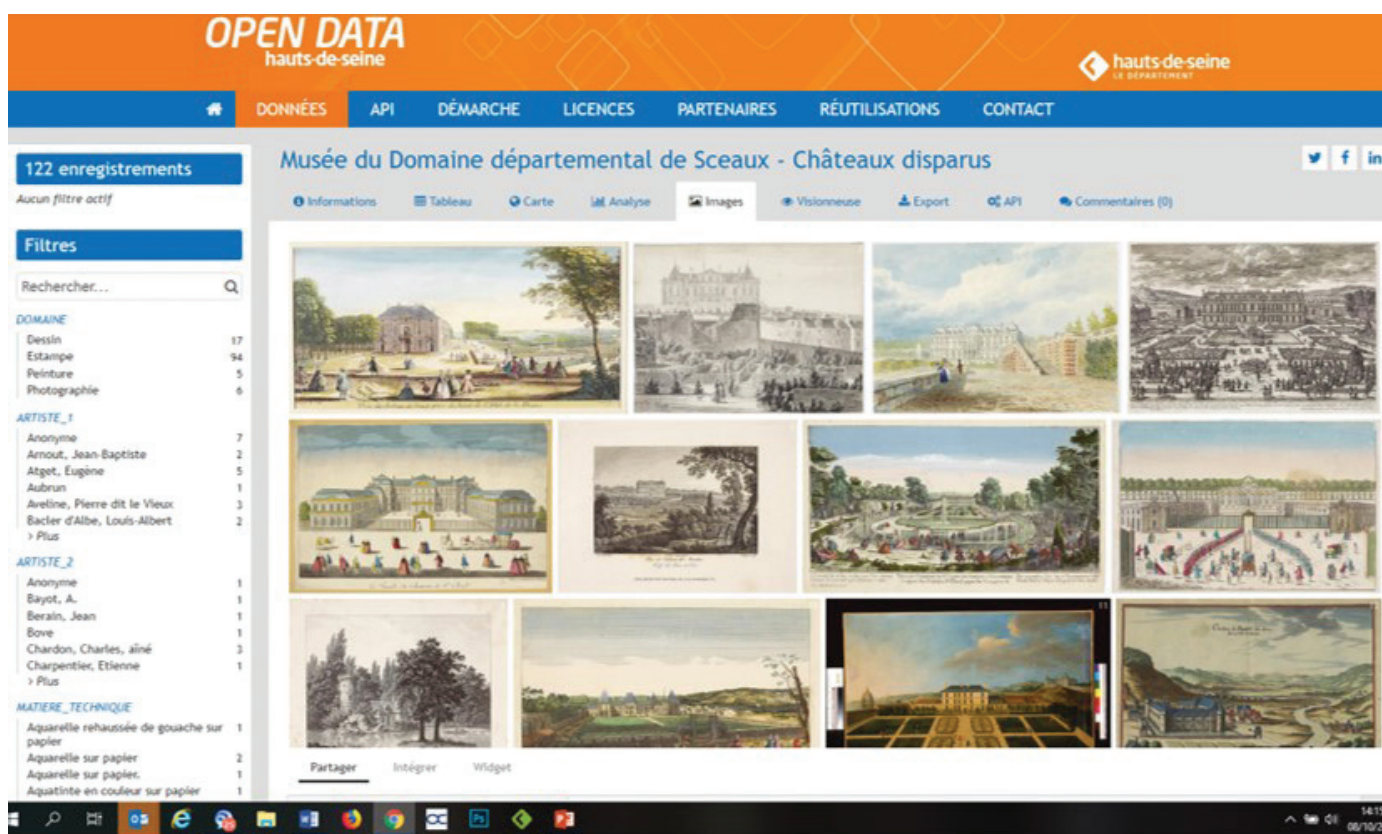 OPEN DATA
hauts-de-seine
hauts-de-seine
LE DÉPARTEMENT
DONNÉES API DÉMARCHE LICENCES PARTENAIRES RÉUTILISATIONS CONTACT
122 enregistrements
Aucun filtre actif
Filtres
Rechercher...
DOMAINE
Dessin 17
Estampe 94
Peinture 5
Photographie 6
ARTISTE_1
Anonyme 7
Arnout, Jean-Baptiste 2
Atget, Eugène 5
Aubrun 1
Aveline, Pierre dit le Vieux 3
Bacler d'Albe, Louis-Albert 2
> Plus
ARTISTE_2
Anonyme 1
Bayot, A. 1
Berain, Jean 1
Bove 1
Chardon, Charles, aîné 3
Charpentier, Etienne 1
> Plus
MATIERE_TECHNIQUE
Aquarelle rehaussée de gouache sur papier 1
Aquarelle sur papier 2
Aquarelle sur papier. 1
Aquatinte en couleur sur papier 1
Musée du Domaine départemental de Sceaux - Châteaux disparus
Informations Tableau Carte Analyse Images Visionneuse Export API Commentaires (0)
Partager Intégrer Widget
14:15